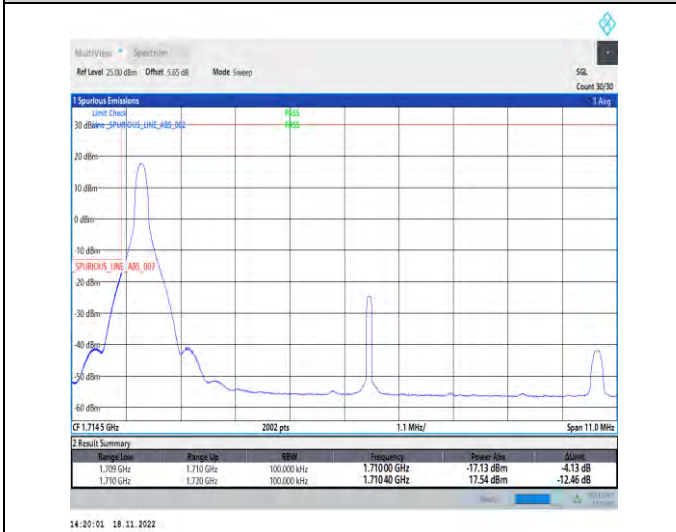 MultiView Spectrum
Ref Level 25.00 dBm Offset 5.65 dB Mode Sweep SGL
Count 30/30
1 Spurious Emissions 1 Avg
Limit Check PASS
30 dBm _SPURIOUS_LINE_ABS_002 PASS
20 dBm
10 dBm
0 dBm
-10 dBm
_SPURIOUS_LINE_ABS_002
-20 dBm
-30 dBm
-40 dBm
-50 dBm
-60 dBm
CF 1.714 5 GHz 2002 pts 1.1 MHz/ Span 11.0 MHz
2 Result Summary
Range Low Range Up RBW Frequency Power Abs ΔLimit
1.709 GHz 1.710 GHz 100.000 kHz 1.71000 GHz -17.13 dBm -4.13 dB
1.710 GHz 1.720 GHz 100.000 kHz 1.71040 GHz 17.54 dBm -12.46 dB
14:20:01 18.11.2022